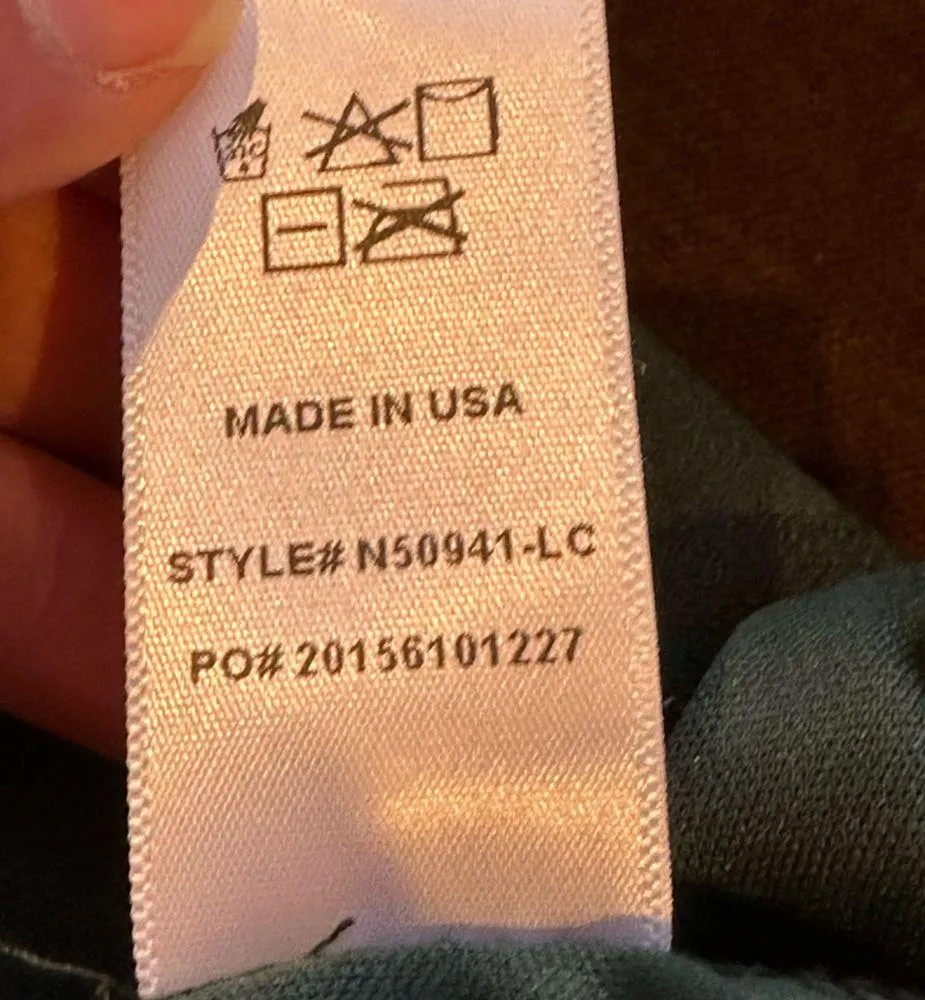 MADE IN USA
STYLE# N50941-LC
PO# 20156101227